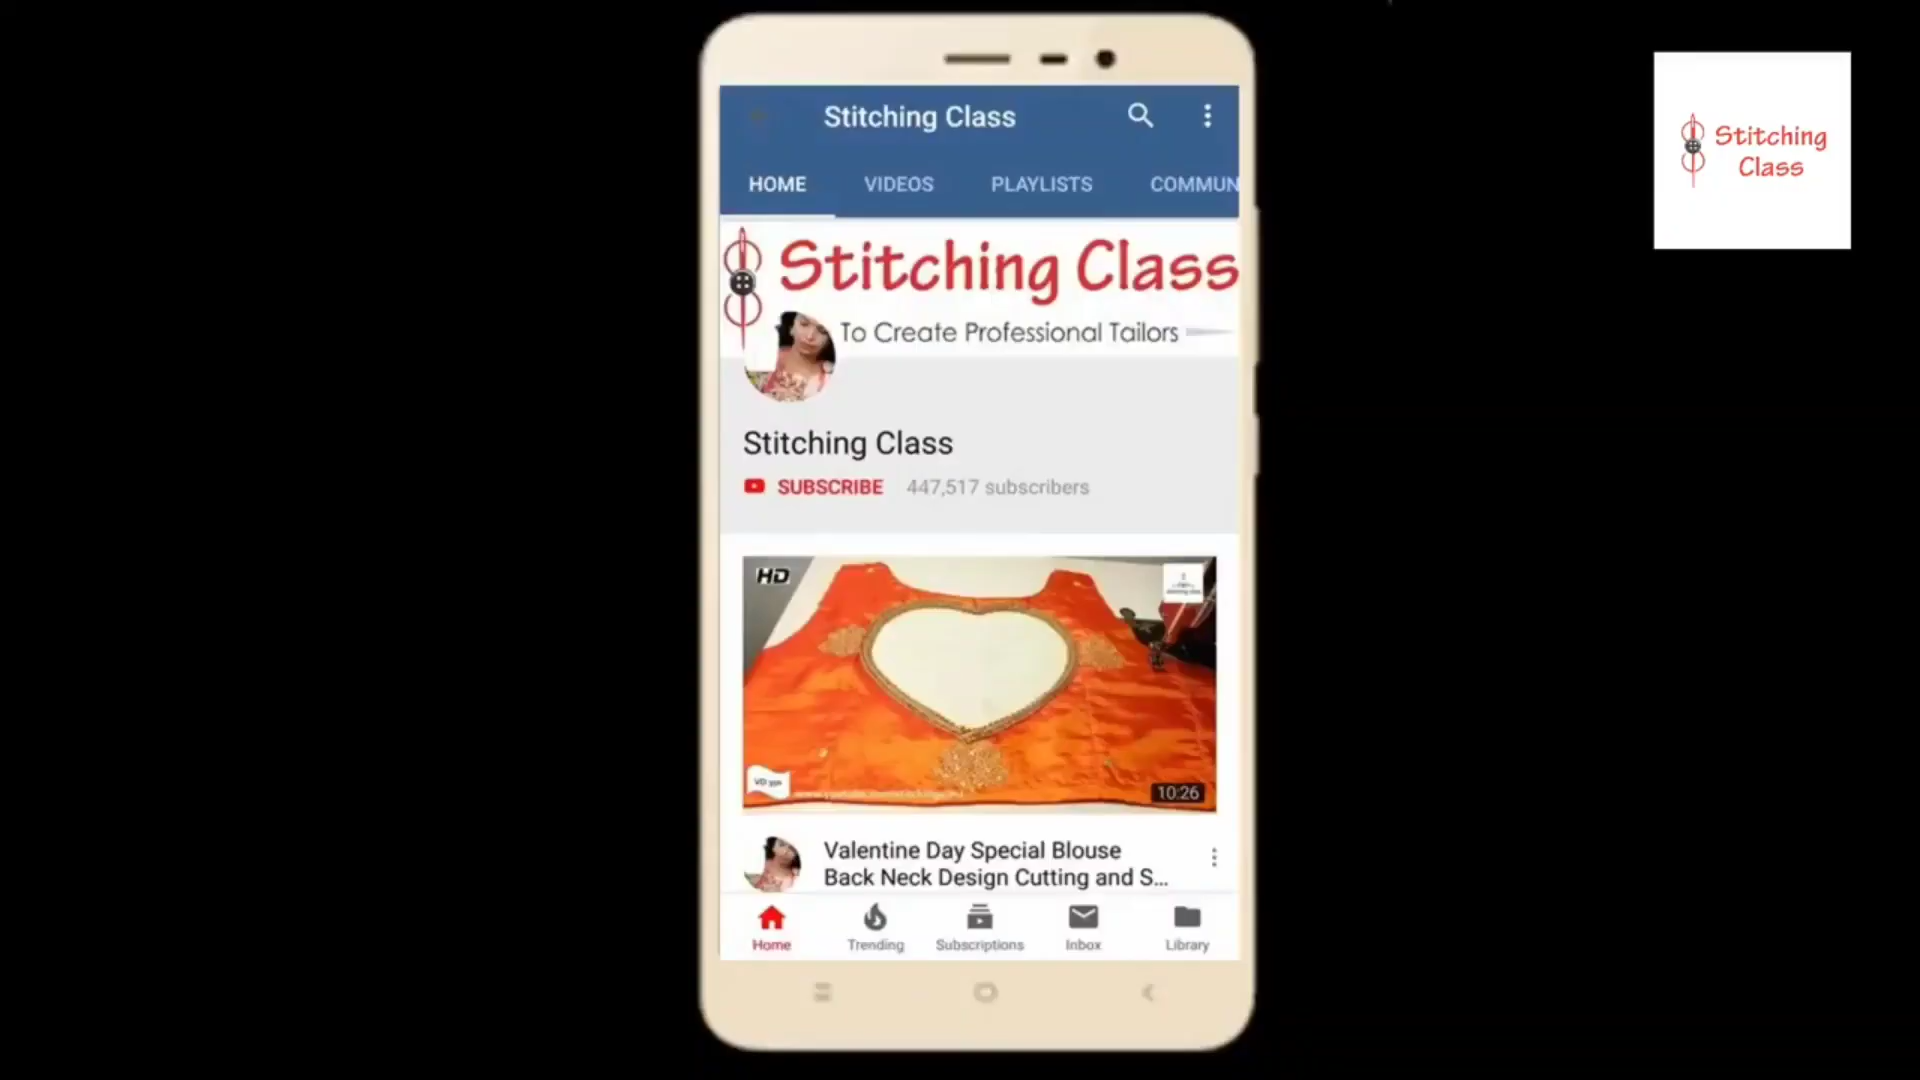 Stitching Class
HOME VIDEOS PLAYLISTS COMMUN
Stitching Class
To Create Professional Tailors
Stitching Class
SUBSCRIBE 447,517 subscribers
HD
10:26
Valentine Day Special Blouse
Back Neck Design Cutting and S...
Home Trending Subscriptions Inbox Library
Stitching
Class